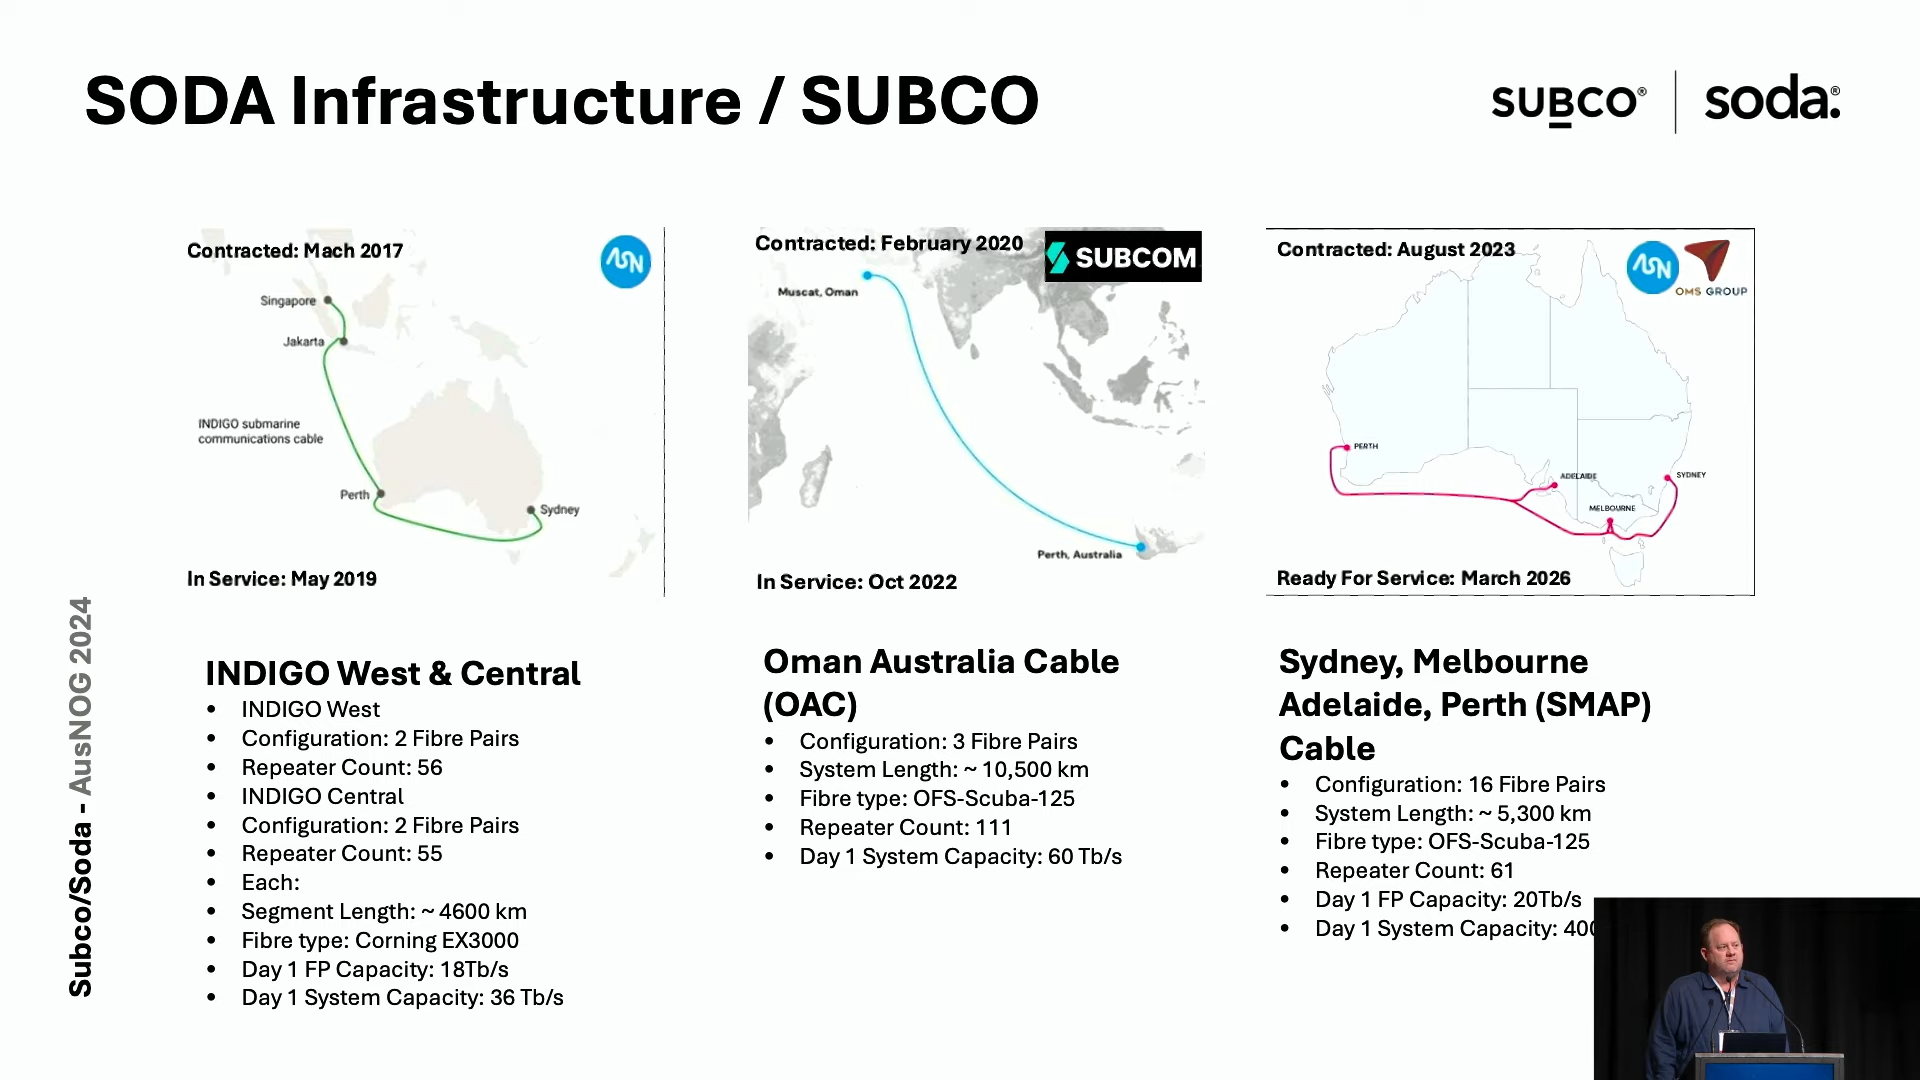 SODA Infrastructure / SUBCO
SUBCO®
soda.®
Contracted: Mach 2017
ASN
Singapore
Jakarta
INDIGO submarine
communications cable
Perth
Sydney
In Service: May 2019
Contracted: February 2020
SUBCOM
Muscat, Oman
Perth, Australia
In Service: Oct 2022
Contracted: August 2023
ASN
OMS GROUP
PERTH
ADELAIDE
SYDNEY
MELBOURNE
Ready For Service: March 2026
Subco/Soda - AusNOG 2024
INDIGO West & Central
• INDIGO West
• Configuration: 2 Fibre Pairs
• Repeater Count: 56
• INDIGO Central
• Configuration: 2 Fibre Pairs
• Repeater Count: 55
• Each:
• Segment Length: ~ 4600 km
• Fibre type: Corning EX3000
• Day 1 FP Capacity: 18Tb/s
• Day 1 System Capacity: 36 Tb/s
Oman Australia Cable
(OAC)
• Configuration: 3 Fibre Pairs
• System Length: ~ 10,500 km
• Fibre type: OFS-Scuba-125
• Repeater Count: 111
• Day 1 System Capacity: 60 Tb/s
Sydney, Melbourne
Adelaide, Perth (SMAP)
Cable
• Configuration: 16 Fibre Pairs
• System Length: ~ 5,300 km
• Fibre type: OFS-Scuba-125
• Repeater Count: 61
• Day 1 FP Capacity: 20Tb/s
• Day 1 System Capacity: